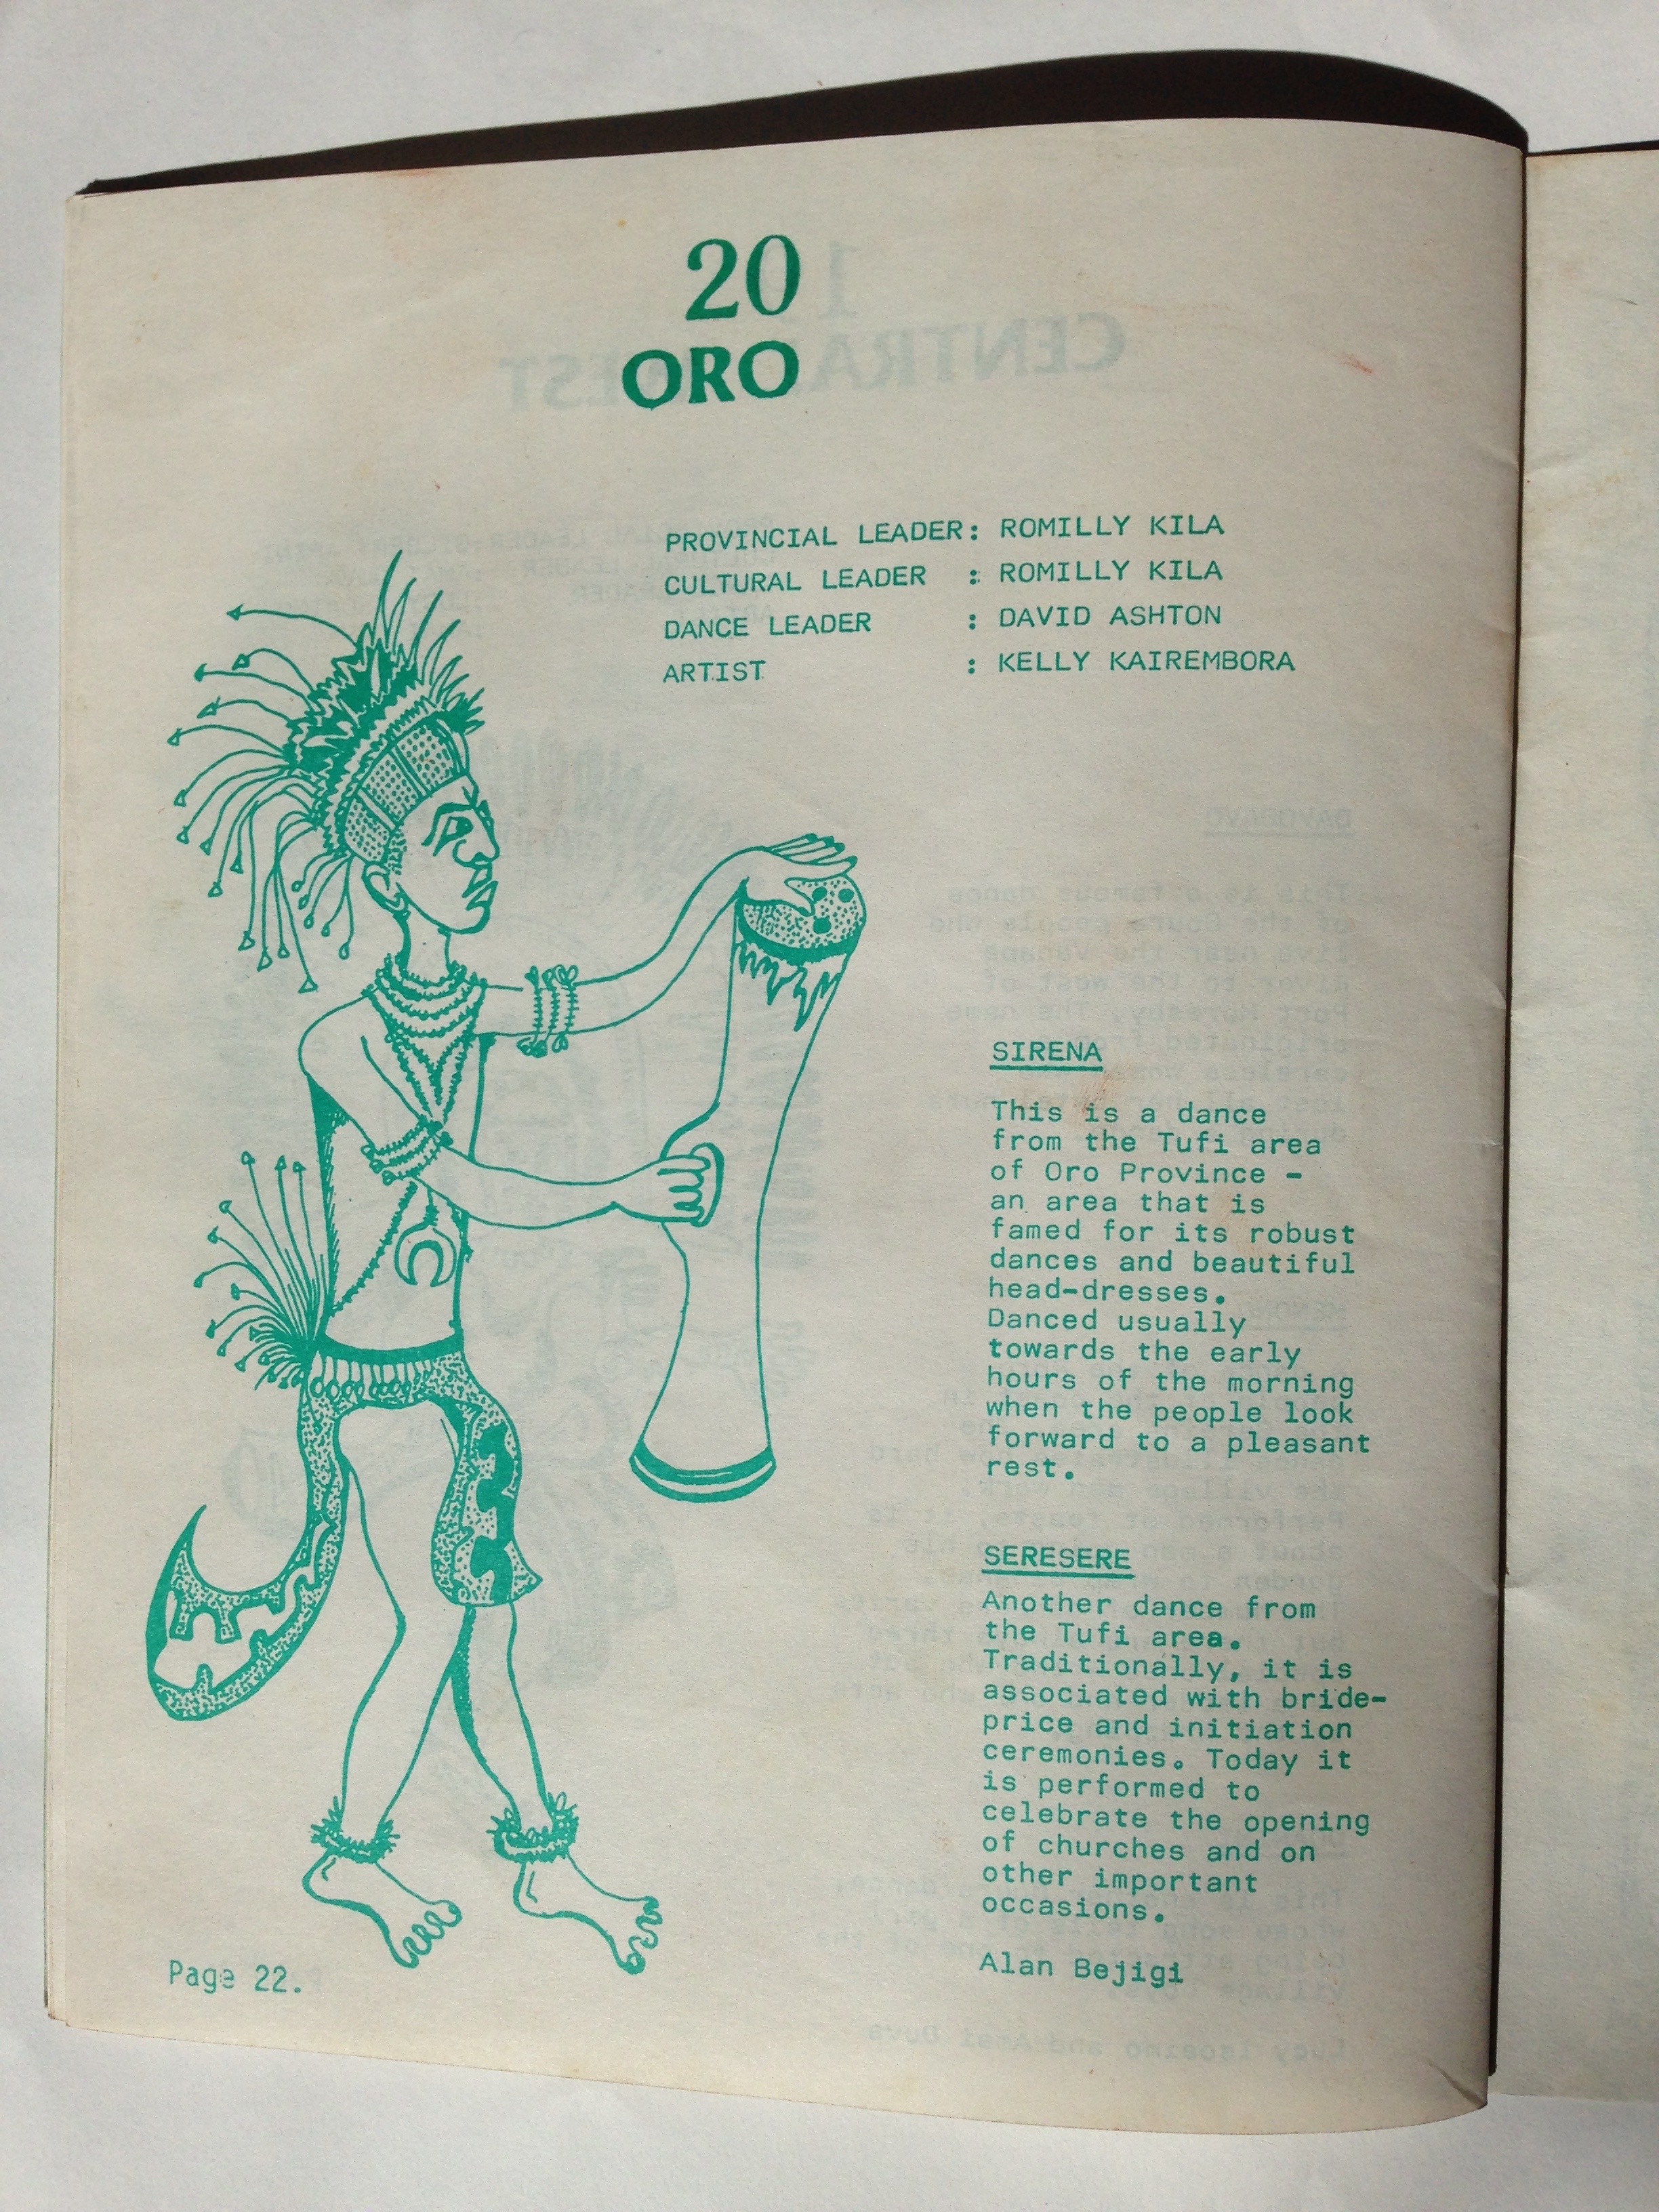 20
ORO
PROVINCIAL LEADER: ROMILLY KILA
CULTURAL LEADER : ROMILLY KILA
DANCE LEADER : DAVID ASHTON
ARTIST : KELLY KAIREMBORA
SIRENA
This is a dance
from the Tufi area
of Oro Province -
an area that is
famed for its robust
dances and beautiful
head-dresses.
Danced usually
towards the early
hours of the morning
when the people look
forward to a pleasant
rest.
SERESERE
Another dance from
the Tufi area.
Traditionally, it is
associated with bride-
price and initiation
ceremonies. Today it
is performed to
celebrate the opening
of churches and on
other important
occasions.
Alan Bejigi
Page 22.